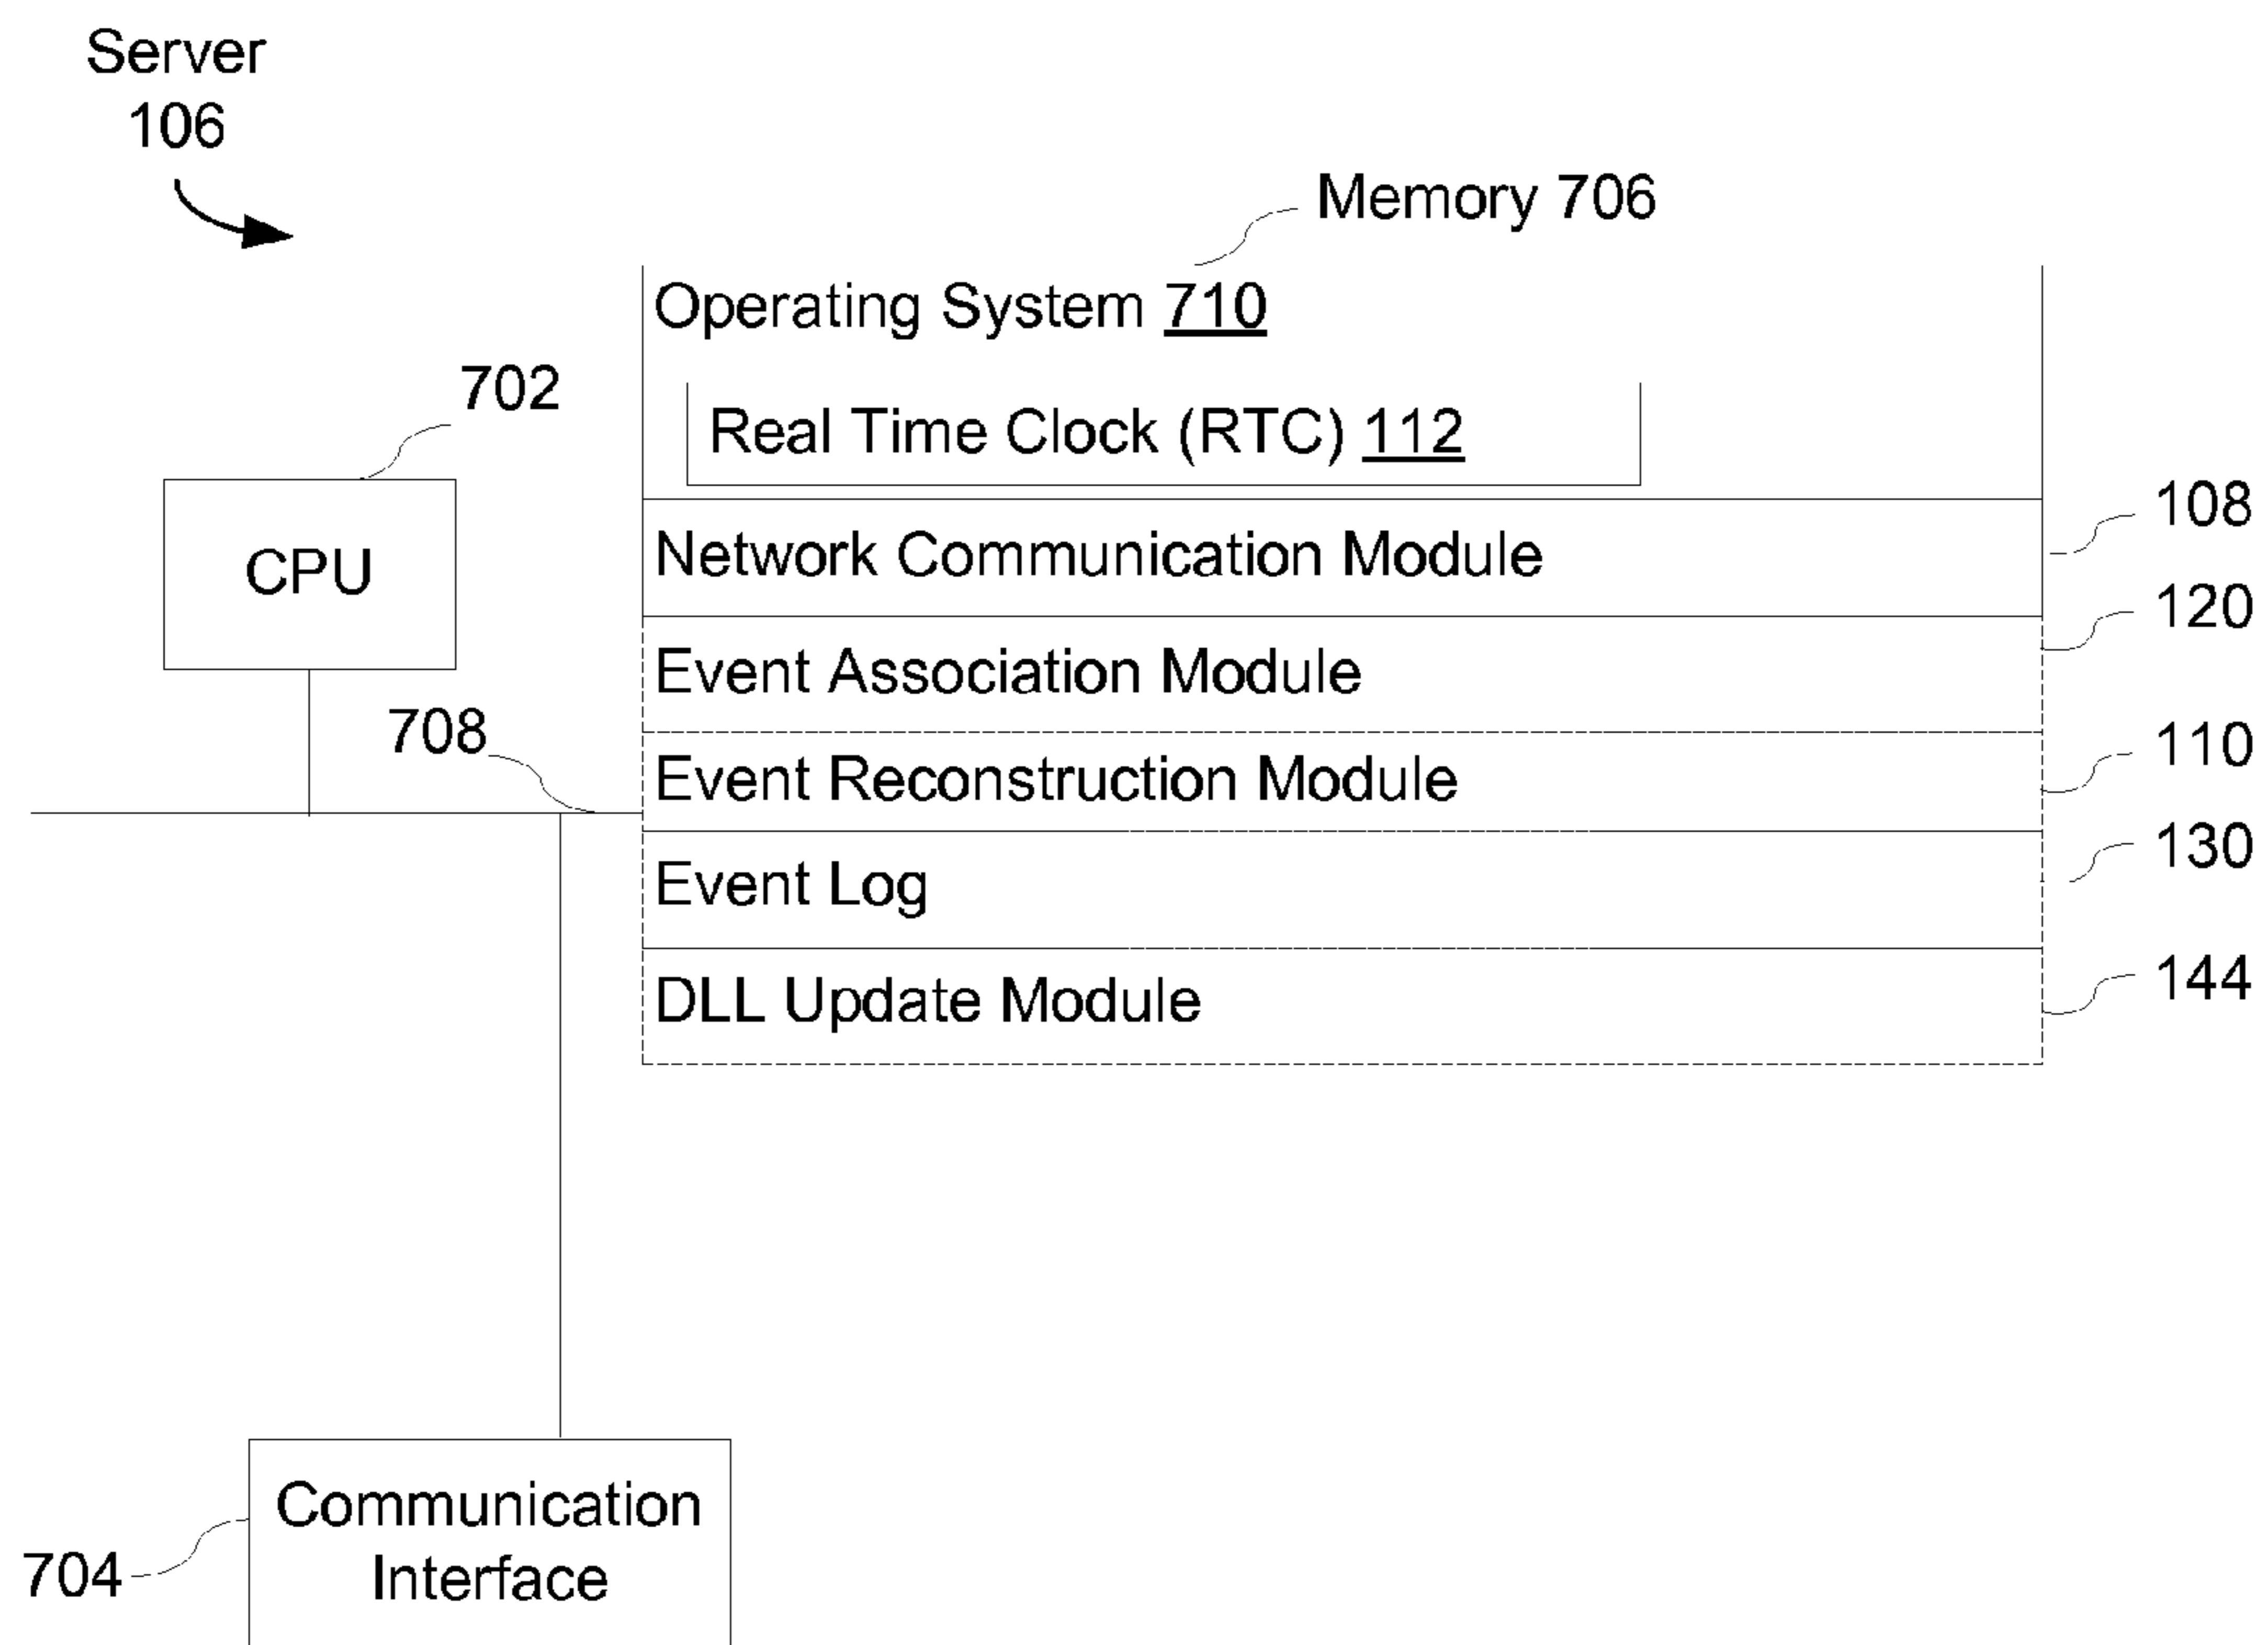 Server
106
Memory 706
Operating System 710
702
Real Time Clock (RTC) 112
108
Network Communication Module
CPU
120
Event Association Module
708
110
Event Reconstruction Module
130
Event Log
144
DLL Update Module
Communication
Interface
704